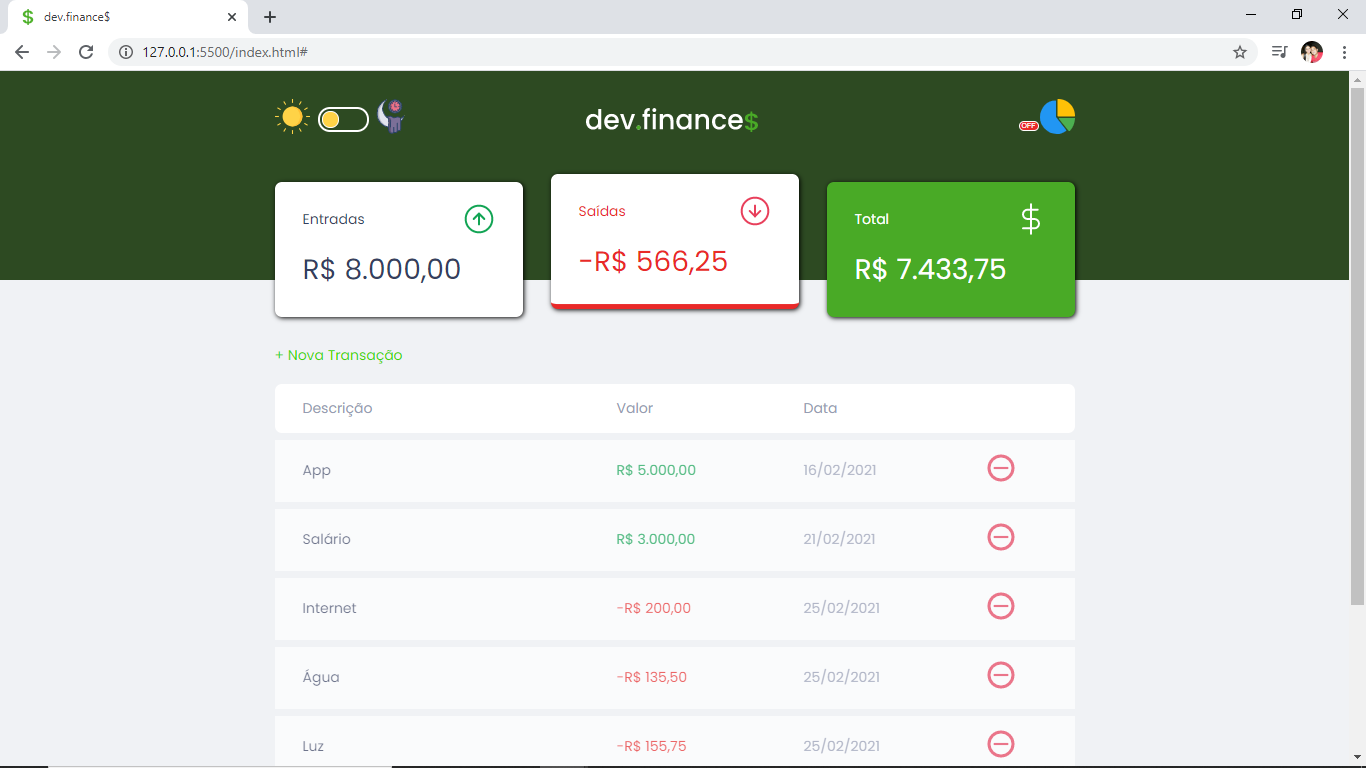 dev.finance$
127.0.0.1:5500/index.html#
dev.finance$
OFF
Entradas
R$ 8.000,00
Saídas
-R$ 566,25
Total
$
R$ 7.433,75
+ Nova Transação
Descrição Valor Data
App R$ 5.000,00 16/02/2021
Salário R$ 3.000,00 21/02/2021
Internet -R$ 200,00 25/02/2021
Água -R$ 135,50 25/02/2021
Luz -R$ 155,75 25/02/2021